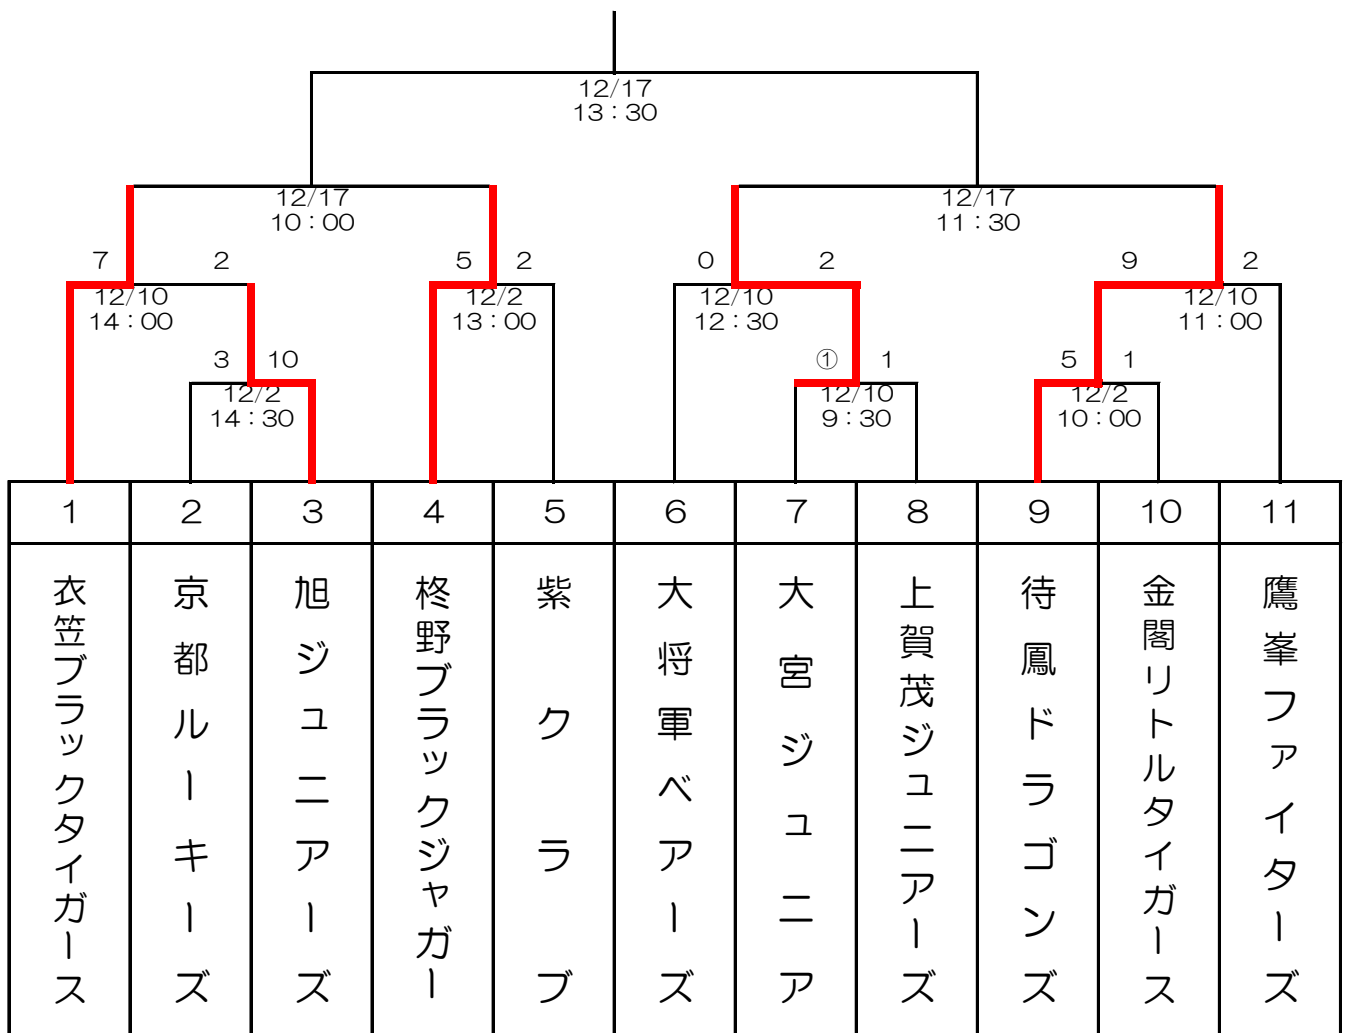 12/17
13：30
12/17
10：00
12/17
11：30
7 2 5 2 0 2 9 2
12/10
14：00
12/2
13：00
12/10
12：30
12/10
11：00
3 10 ① 1 5 1
12/2
14：30
12/10
9：30
12/2
10：00
1 2 3 4 5 6 7 8 9 10 11
衣笠ブラックタイガース
京都ルーキーズ
旭ジュニアーズ
柊野ブラックジャガー
紫クラブ
大将軍ベアーズ
大宮ジュニア
上賀茂ジュニアーズ
待鳳ドラゴンズ
金閣リトルタイガース
鷹峯ファイターズ